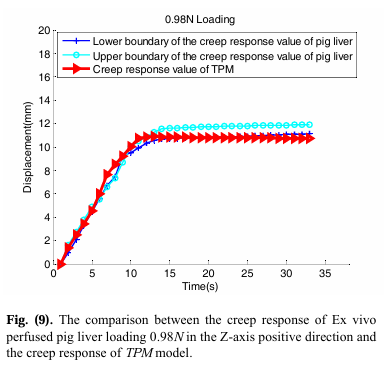 0.98N Loading
20
18
16
14
12
10
8
6
4
2
0
Displacement(mm)
Lower boundary of the creep response value of pig liver
Upper boundary of the creep response value of pig liver
Creep response value of TPM
0 5 10 15 20 25 30 35
Time(s)
Fig. (9). The comparison between the creep response of Ex vivo
perfused pig liver loading 0.98N in the Z-axis positive direction and
the creep response of TPM model.